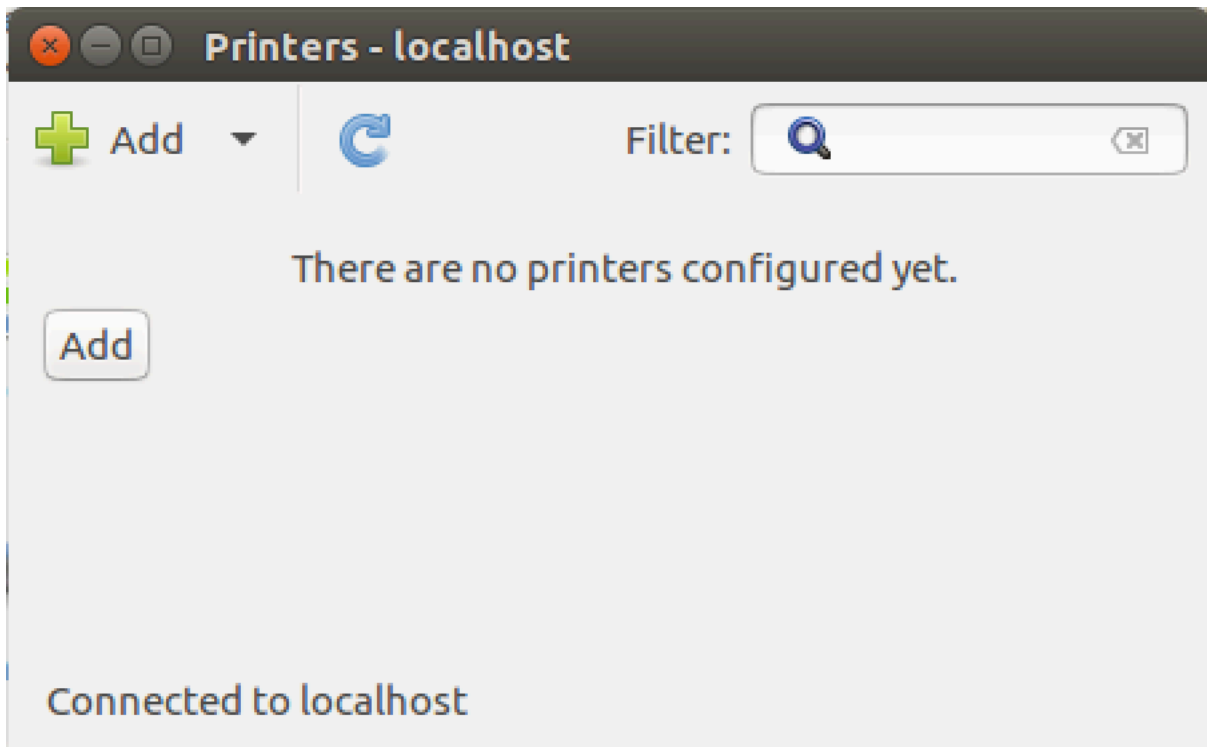 Printers - localhost
Add
Filter:
There are no printers configured yet.
Add
Connected to localhost